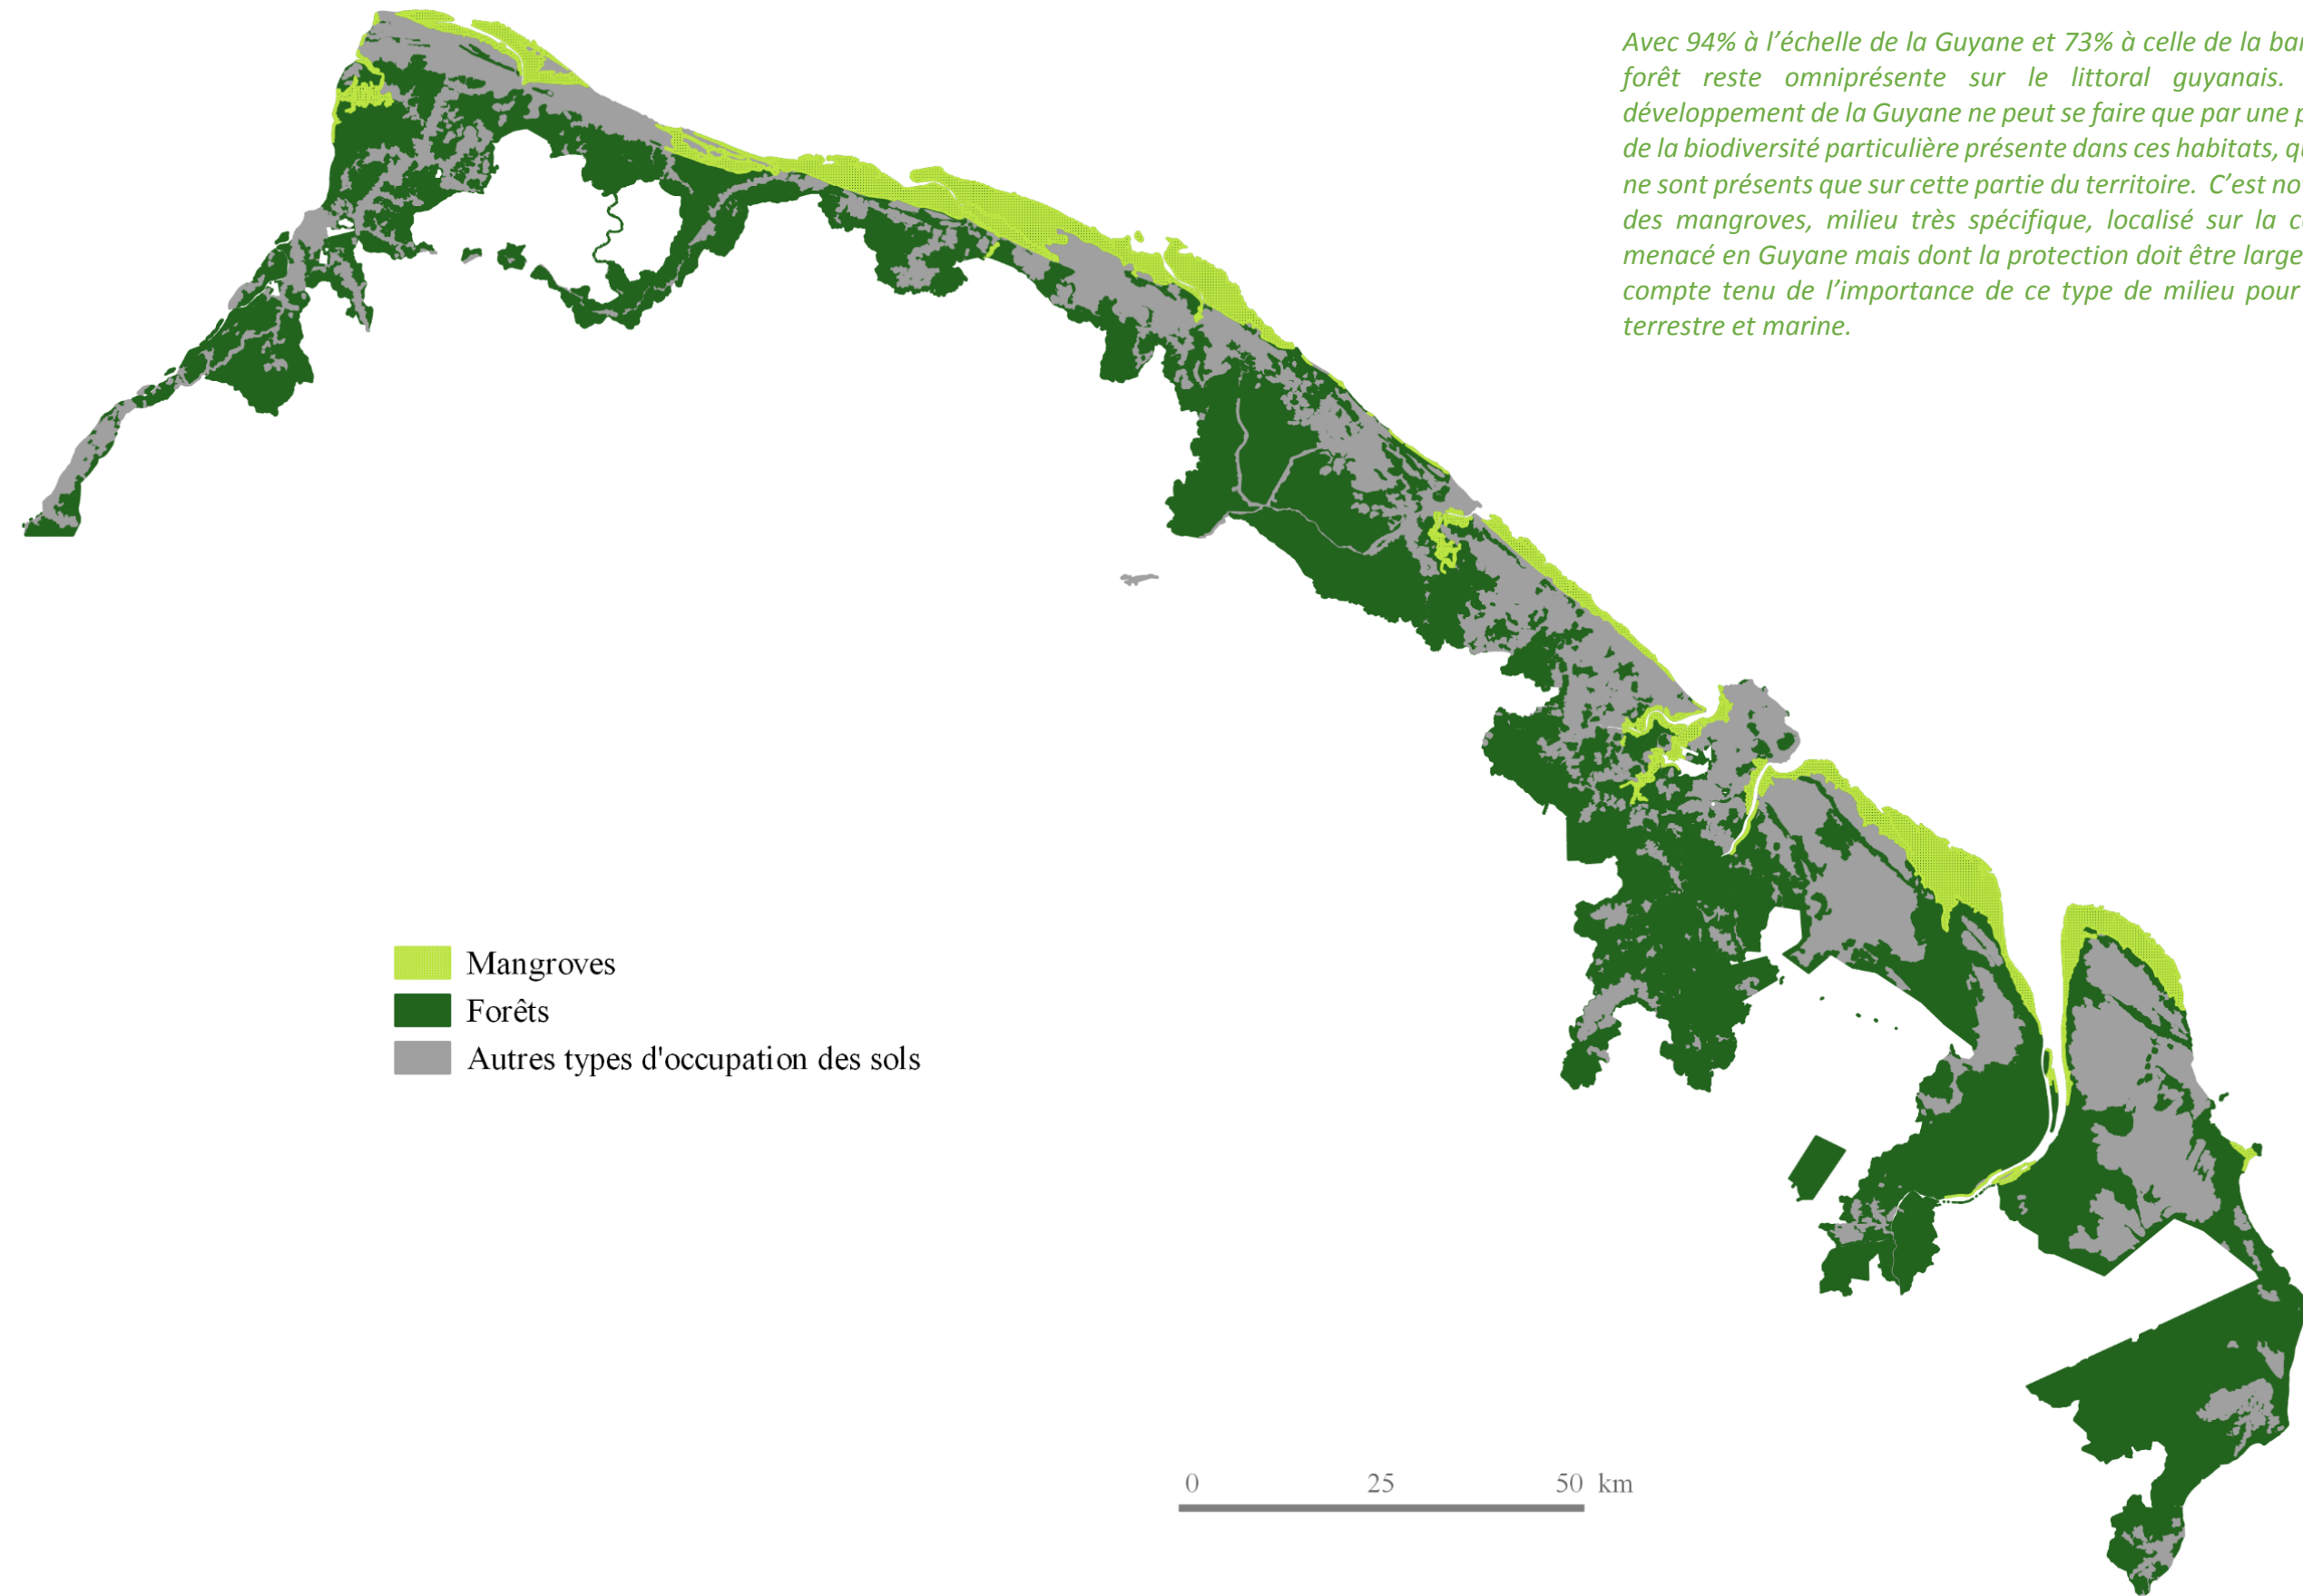 Avec 94% à l’échelle de la Guyane et 73% à celle de la
forêt reste omniprésente sur le littoral guyanais.
développement de la Guyane ne peut se faire que par une
de la biodiversité particulière présente dans ces habitats,
ne sont présents que sur cette partie du territoire. C’est
des mangroves, milieu très spécifique, localisé sur la
menacé en Guyane mais dont la protection doit être
compte tenu de l’importance de ce type de milieu pour
terrestre et marine.
Mangroves
Forêts
Autres types d'occupation des sols
0 25 50 km